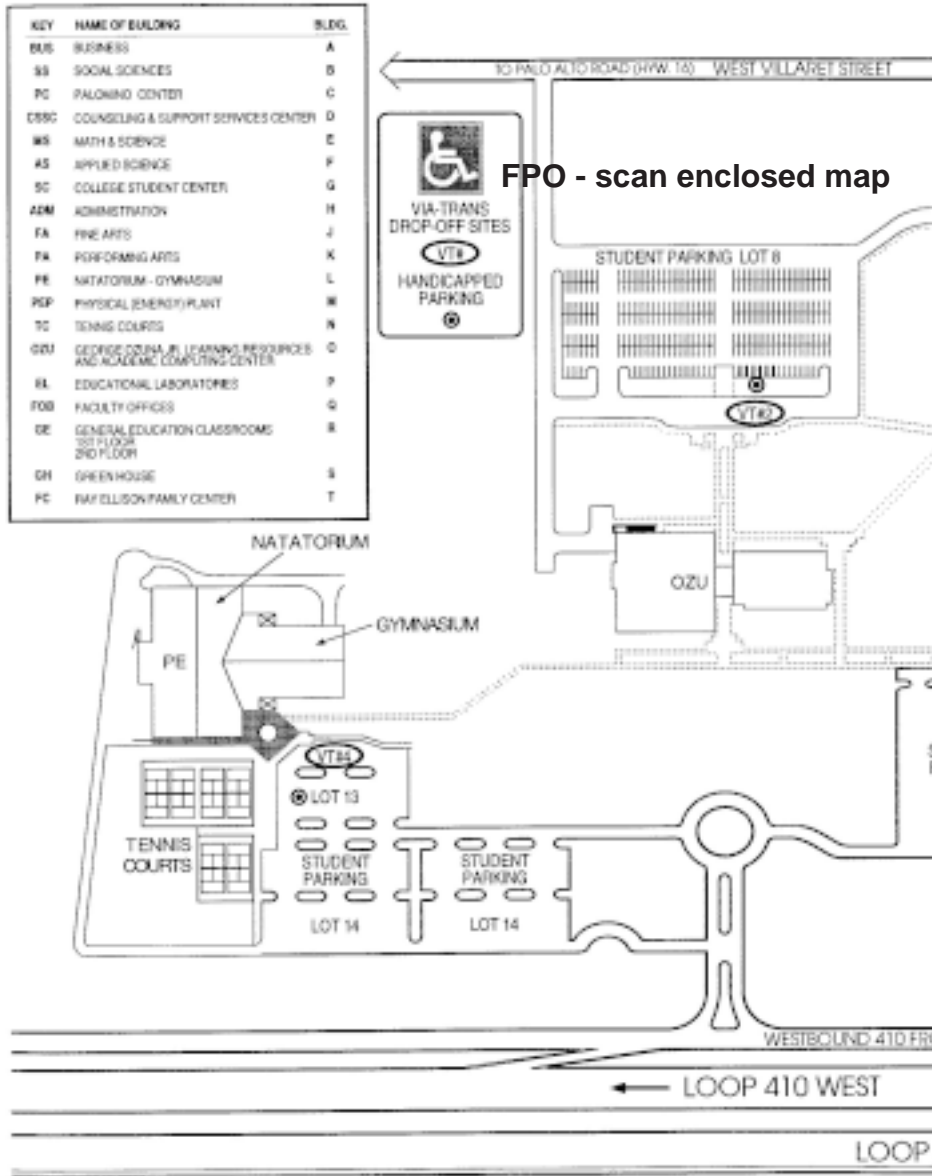 KEY NAME OF BUILDING BLDG.
BUS BUSINESS A
SS SOCIAL SCIENCES B
PC PALOMINO CENTER C
CSSC COUNSELING & SUPPORT SERVICES CENTER D
MS MATH & SCIENCE E
AS APPLIED SCIENCE F
SC COLLEGE STUDENT CENTER G
ADM ADMINISTRATION H
FA FINE ARTS J
PA PERFORMING ARTS K
PE NATATORIUM - GYMNASIUM L
PEP PHYSICAL (ENERGY) PLANT M
TC TENNIS COURTS N
OZU GEORGE OZUNA JR. LEARNING RESOURCES O
AND ACADEMIC COMPUTING CENTER
EL EDUCATIONAL LABORATORIES P
FOB FACULTY OFFICES Q
GE GENERAL EDUCATION CLASSROOMS R
1ST FLOOR
2ND FLOOR
GH GREEN HOUSE S
FC RAY ELLISON FAMILY CENTER T
TO PALO ALTO ROAD (HYW. 16) WEST VILLARET STREET
FPO - scan enclosed map
VIA-TRANS
DROP-OFF SITES
VT#
HANDICAPPED
PARKING
STUDENT PARKING LOT 8
VT#2
OZU
NATATORIUM
GYMNASIUM
PE
VT#4
LOT 13
TENNIS
COURTS
STUDENT
PARKING
LOT 14
STUDENT
PARKING
LOT 14
WESTBOUND 410
LOOP 410 WEST
LOOP